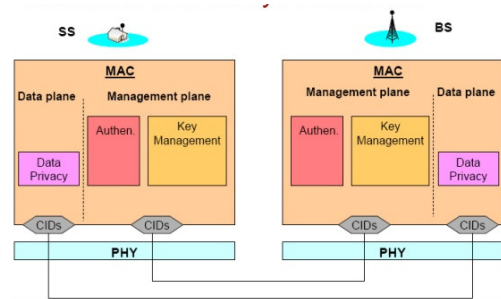 SS
BS
MAC
Data plane
Management plane
Authen.
Key
Management
Data
Privacy
CIDs
CIDs
PHY
MAC
Management plane
Data plane
Authen.
Key
Management
Data
Privacy
CIDs
CIDs
PHY